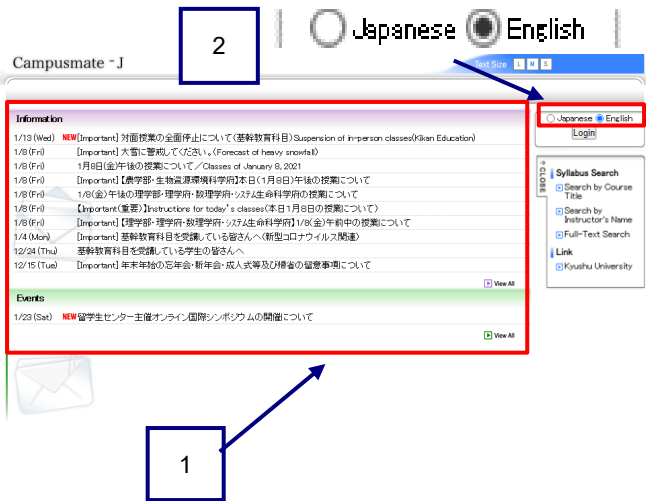 Japanese English
2
Campusmate -J
Text Size L M S
Japanese English
Login
Information
1/13 (Wed) NEW [Important] 対面授業の全面停止について(基幹教育科目) Suspension of in-person classes(Kikan Education)
1/8 (Fri) [Important] 大雪に警戒してください。(Forecast of heavy snowfall)
1/8 (Fri) 1月8日(金)午後の授業について/Classes of January 8, 2021
1/8 (Fri) [Important] 【農学部・生物資源環境科学府】本日(1月8日)午後の授業について
1/8 (Fri) 1/8(金)午後の理学部・理学府・数理学府・システム生命科学府の授業について
1/8 (Fri) 【Important(重要)】Instructions for today's classes(本日1月8日の授業について)
1/8 (Fri) [Important] 【理学部・理学府・数理学府・システム生命科学府】1/8(金)午前中の授業について
1/4 (Mon) [Important] 基幹教育科目を受講している皆さんへ(新型コロナウイルス関連)
12/24 (Thu) 基幹教育科目を受講している学生の皆さんへ
12/15 (Tue) [Important] 年末年始の忘年会・新年会・成人式等及び帰省の留意事項について
View All
Events
1/23 (Sat) NEW 留学生センター主催オンライン国際シンポジウムの開催について
View All
CLOSE
Syllabus Search
Search by Course
Title
Search by
Instructor's Name
Full-Text Search
Link
Kyushu University
1